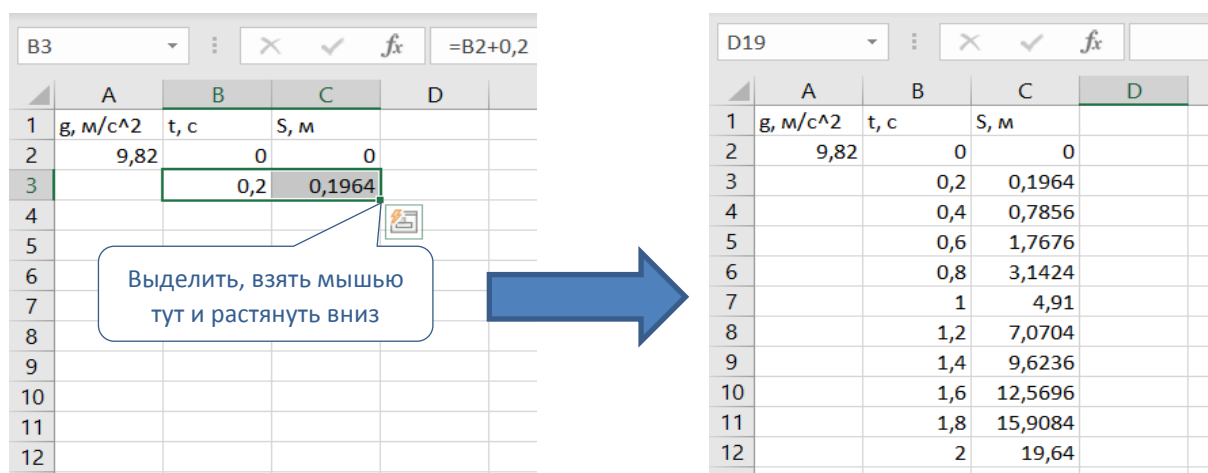 B3 fx =B2+0,2
A B C D
1 g, м/с^2 t, с S, м
2 9,82 0 0
3 0,2 0,1964
4
5
6
7
8
9
10
11
12
Выделить, взять мышью
тут и растянуть вниз
D19 fx
A B C D
1 g, м/с^2 t, с S, м
2 9,82 0 0
3 0,2 0,1964
4 0,4 0,7856
5 0,6 1,7676
6 0,8 3,1424
7 1 4,91
8 1,2 7,0704
9 1,4 9,6236
10 1,6 12,5696
11 1,8 15,9084
12 2 19,64